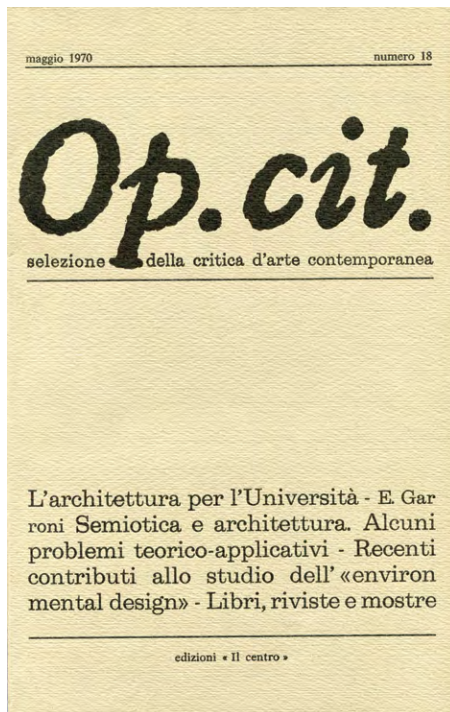 maggio 1970 numero 18
Op. cit.
selezione della critica d'arte contemporanea
L'architettura per l'Università - E. Gar
roni Semiotica e architettura. Alcuni
problemi teorico-applicativi - Recenti
contributi allo studio dell' «environ
mental design» - Libri, riviste e mostre
edizioni « Il centro »